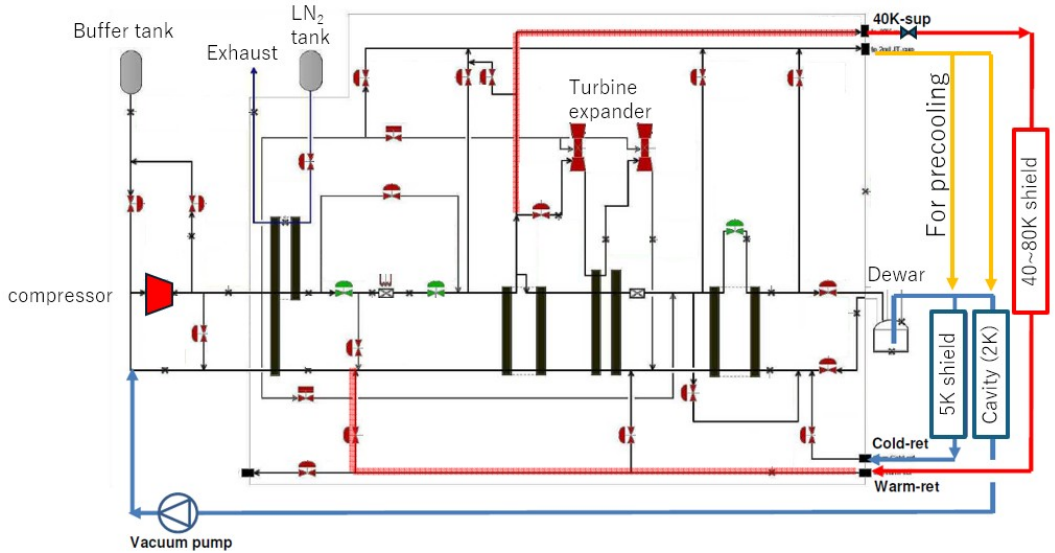 LN₂
tank
Buffer tank
Exhaust
40K-sup
Turbine
expander
For precooling
40~80K shield
compressor
Dewar
5K shield
Cavity (2K)
Cold-ret
Warm-ret
Vacuum pump